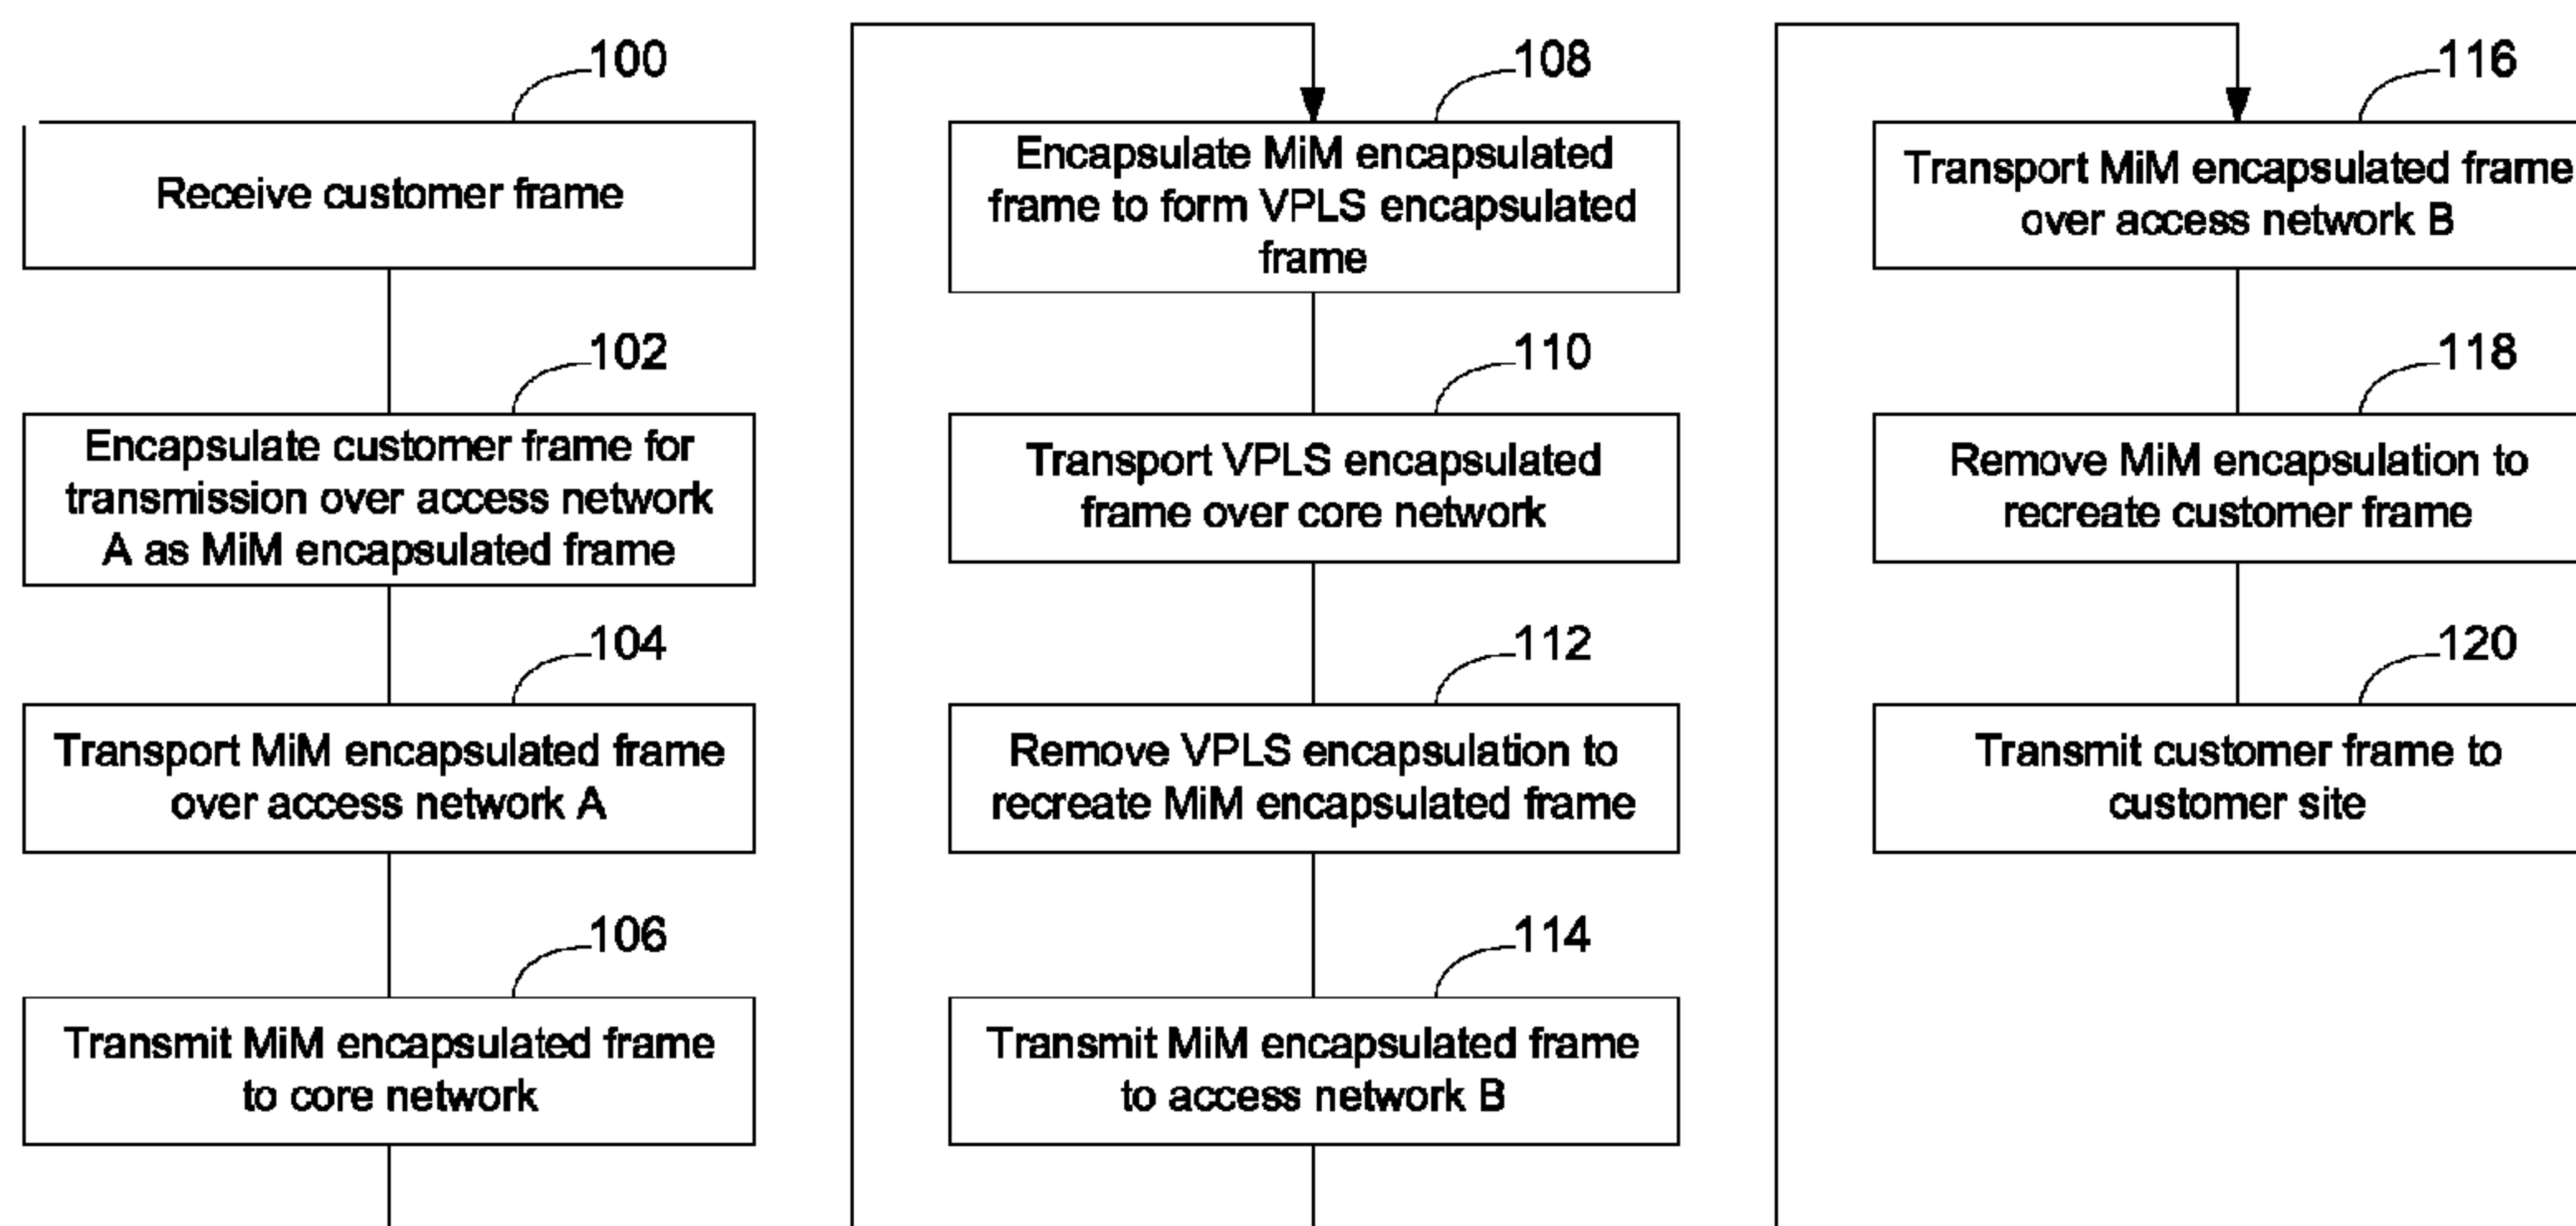 100
Receive customer frame
102
Encapsulate customer frame for
transmission over access network
A as MiM encapsulated frame
104
Transport MiM encapsulated frame
over access network A
106
Transmit MiM encapsulated frame
to core network
108
Encapsulate MiM encapsulated
frame to form VPLS encapsulated
frame
110
Transport VPLS encapsulated
frame over core network
112
Remove VPLS encapsulation to
recreate MiM encapsulated frame
114
Transmit MiM encapsulated frame
to access network B
116
Transport MiM encapsulated frame
over access network B
118
Remove MiM encapsulation to
recreate customer frame
120
Transmit customer frame to
customer site